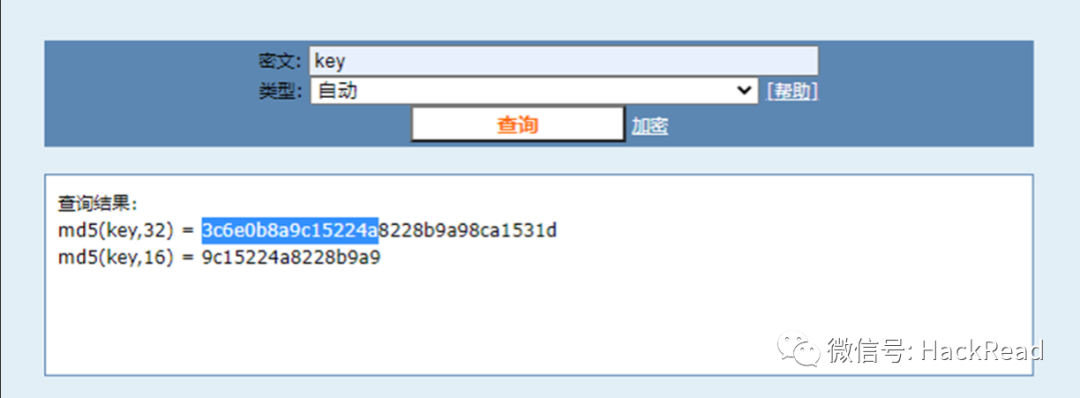 密文: key
类型: 自动 [帮助]
查询 加密
查询结果:
md5(key,32) = 3c6e0b8a9c15224a8228b9a98ca1531d
md5(key,16) = 9c15224a8228b9a9
微信号: HackRead